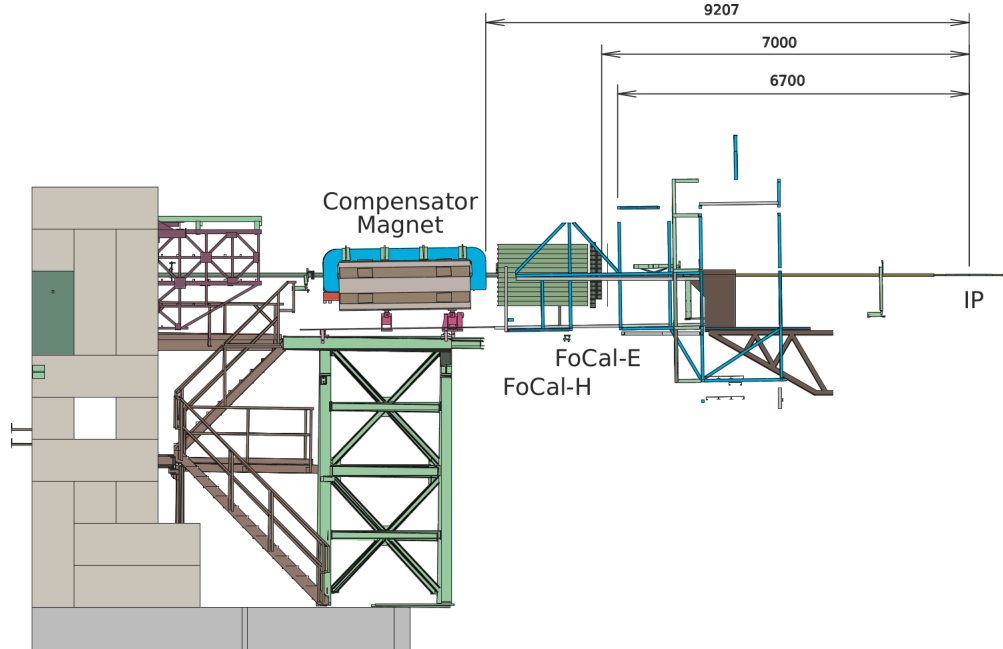 9207
7000
6700
Compensator
Magnet
IP
FoCal-E
FoCal-H